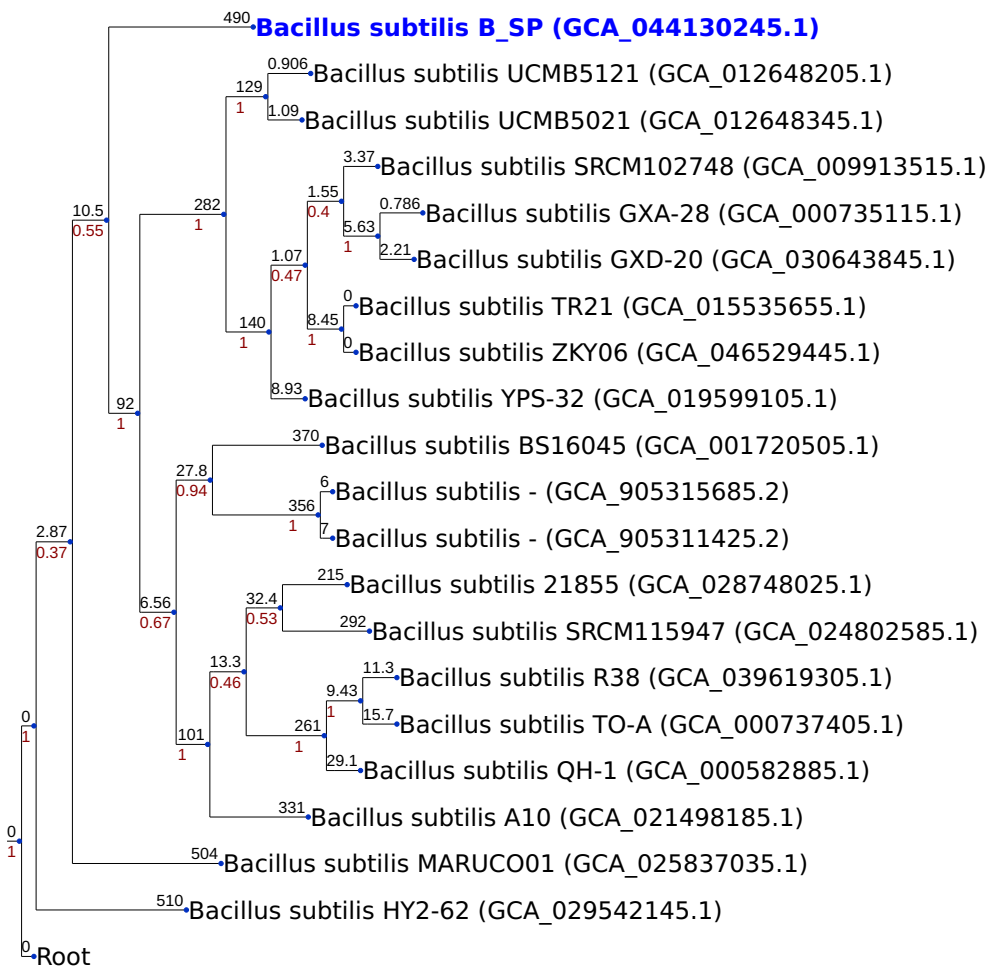 490
Bacillus subtilis B_SP (GCA_044130245.1)
0.906
Bacillus subtilis UCMB5121 (GCA_012648205.1)
129
1
1.09
Bacillus subtilis UCMB5021 (GCA_012648345.1)
3.37
Bacillus subtilis SRCM102748 (GCA_009913515.1)
1.55
0.4
0.786
Bacillus subtilis GXA-28 (GCA_000735115.1)
282
1
10.5
0.55
5.63
1
2.21
Bacillus subtilis GXD-20 (GCA_030643845.1)
1.07
0.47
0
Bacillus subtilis TR21 (GCA_015535655.1)
140
1
8.45
1
0
Bacillus subtilis ZKY06 (GCA_046529445.1)
8.93
Bacillus subtilis YPS-32 (GCA_019599105.1)
92
1
370
Bacillus subtilis BS16045 (GCA_001720505.1)
27.8
0.94
6
Bacillus subtilis - (GCA_905315685.2)
356
1
7
Bacillus subtilis - (GCA_905311425.2)
2.87
0.37
215
Bacillus subtilis 21855 (GCA_028748025.1)
6.56
0.67
32.4
0.53
292
Bacillus subtilis SRCM115947 (GCA_024802585.1)
13.3
0.46
11.3
Bacillus subtilis R38 (GCA_039619305.1)
9.43
1
15.7
Bacillus subtilis TO-A (GCA_000737405.1)
0
1
101
1
261
1
29.1
Bacillus subtilis QH-1 (GCA_000582885.1)
331
Bacillus subtilis A10 (GCA_021498185.1)
0
1
504
Bacillus subtilis MARUCO01 (GCA_025837035.1)
510
Bacillus subtilis HY2-62 (GCA_029542145.1)
0
Root